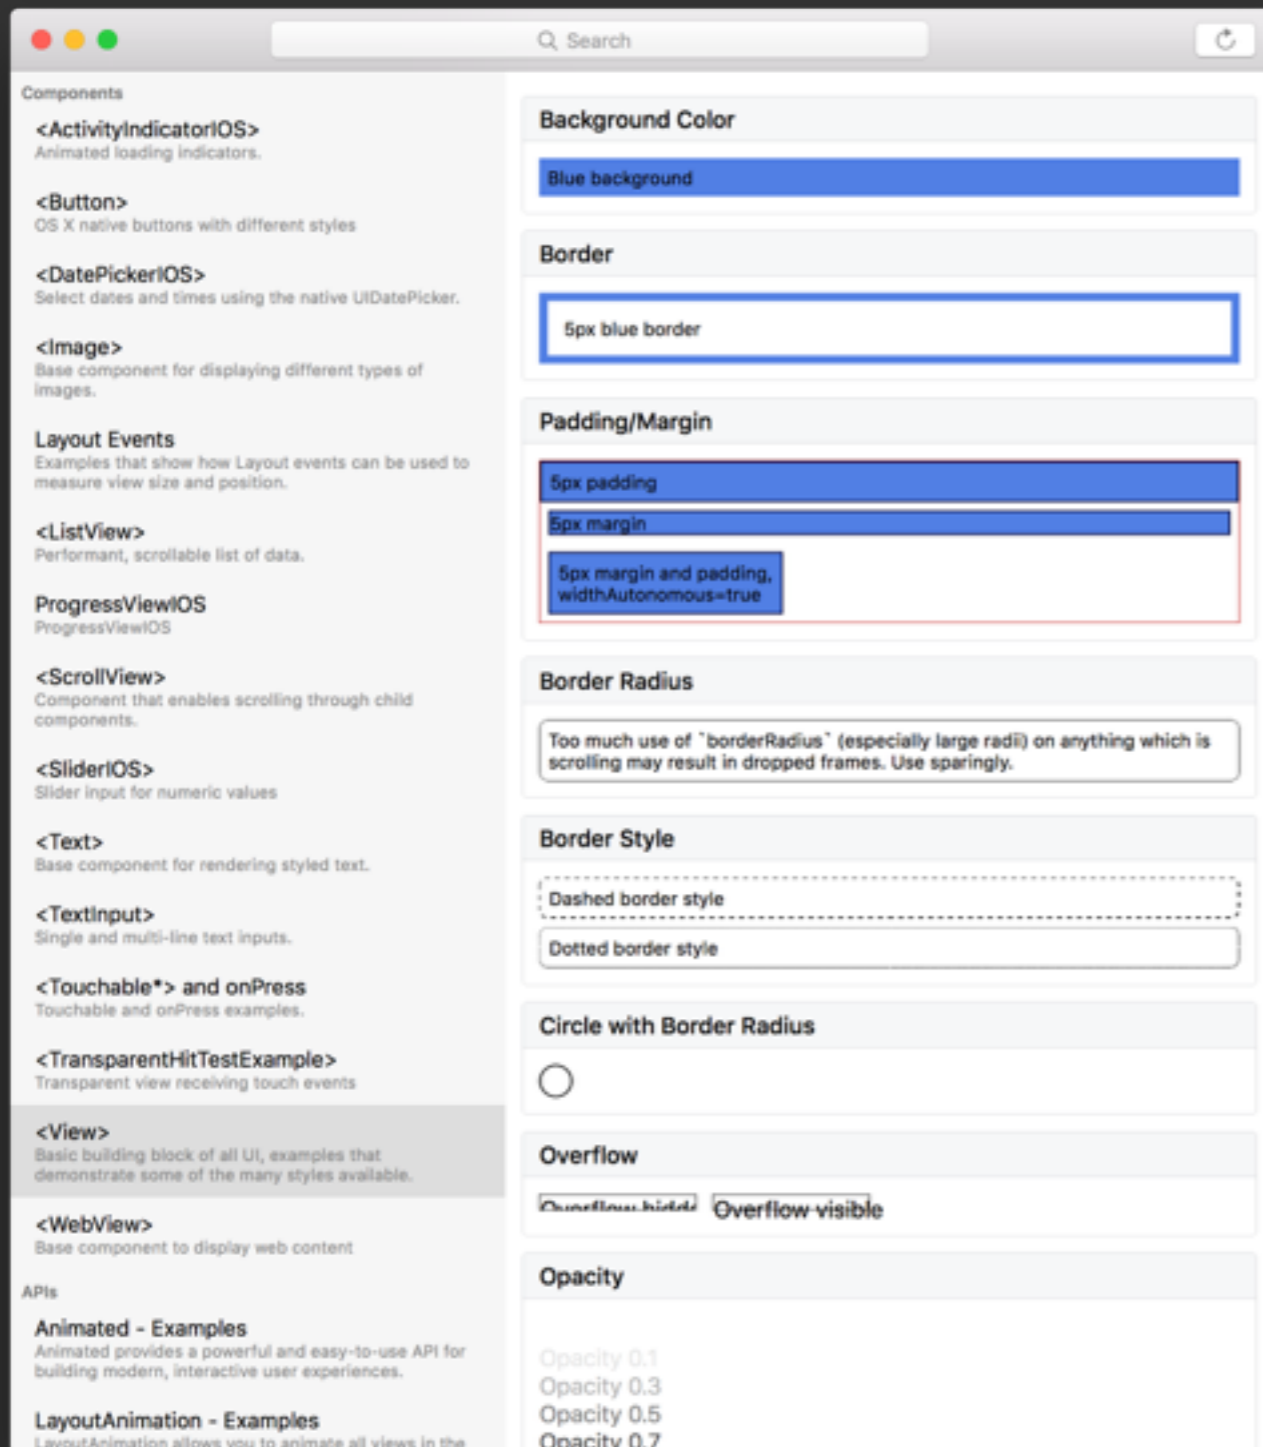 Search
Components
<ActivityIndicatorIOS>
Animated loading indicators.
<Button>
OS X native buttons with different styles
<DatePickerIOS>
Select dates and times using the native UIDatePicker.
<Image>
Base component for displaying different types of
images.
Layout Events
Examples that show how Layout events can be used to
measure view size and position.
<ListView>
Performant, scrollable list of data.
ProgressViewIOS
ProgressViewIOS
<ScrollView>
Component that enables scrolling through child
components.
<SliderIOS>
Slider input for numeric values
<Text>
Base component for rendering styled text.
<TextInput>
Single and multi-line text inputs.
<Touchable*> and onPress
Touchable and onPress examples.
<TransparentHitTestExample>
Transparent view receiving touch events
<View>
Basic building block of all UI, examples that
demonstrate some of the many styles available.
<WebView>
Base component to display web content
APIs
Animated - Examples
Animated provides a powerful and easy-to-use API for
building modern, interactive user experiences.
LayoutAnimation - Examples
LayoutAnimation allows you to animate all views in the
Background Color
Blue background
Border
5px blue border
Padding/Margin
5px padding
5px margin
5px margin and padding,
widthAutonomous=true
Border Radius
Too much use of `borderRadius` (especially large radii) on anything which is
scrolling may result in dropped frames. Use sparingly.
Border Style
Dashed border style
Dotted border style
Circle with Border Radius
Overflow
Overflow Overflow visible
Opacity
Opacity 0.1
Opacity 0.3
Opacity 0.5
Opacity 0.7